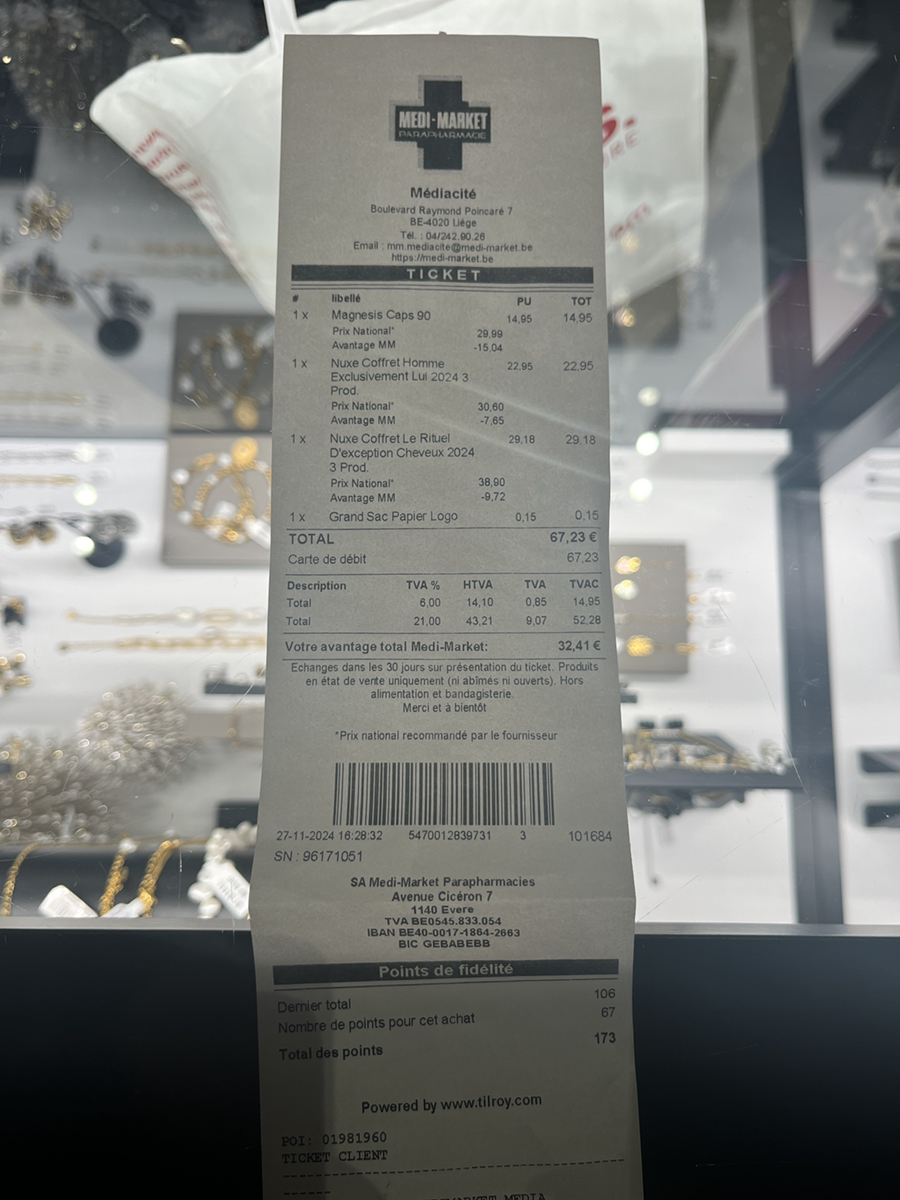 MEDI-MARKET
PARAPHARMACIE
Médiacité
Boulevard Raymond Poincaré 7
BE-4020 Liège
Tél. : 04/242.90.26
Email : mm.mediacite@medi-market.be
https://medi-market.be
TICKET
# libellé PU TOT
1 x Magnesis Caps 90 14,95 14,95
Prix National* 29,99
Avantage MM -15,04
1 x Nuxe Coffret Homme 22,95 22,95
Exclusivement Lui 2024 3
Prod.
Prix National* 30,60
Avantage MM -7,65
1 x Nuxe Coffret Le Rituel 29,18 29,18
D'exception Cheveux 2024
3 Prod.
Prix National* 38,90
Avantage MM -9,72
1 x Grand Sac Papier Logo 0,15 0,15
TOTAL 67,23 €
Carte de débit 67,23
Description TVA % HTVA TVA TVAC
Total 6,00 14,10 0,85 14,95
Total 21,00 43,21 9,07 52,28
Votre avantage total Medi-Market: 32,41 €
Echanges dans les 30 jours sur présentation du ticket. Produits
en état de vente uniquement (ni abîmés ni ouverts). Hors
alimentation et bandagisterie.
Merci et à bientôt
*Prix national recommandé par le fournisseur
27-11-2024 16:28:32 5470012839731 3 101684
SN : 96171051
SA Medi-Market Parapharmacies
Avenue Cicéron 7
1140 Evere
TVA BE0545.833.054
IBAN BE40-0017-1864-2663
BIC GEBABEBB
Points de fidélité
Dernier total 106
Nombre de points pour cet achat 67
Total des points 173
Powered by www.tilroy.com
POI: 01981960
TICKET CLIENT
MEDIA